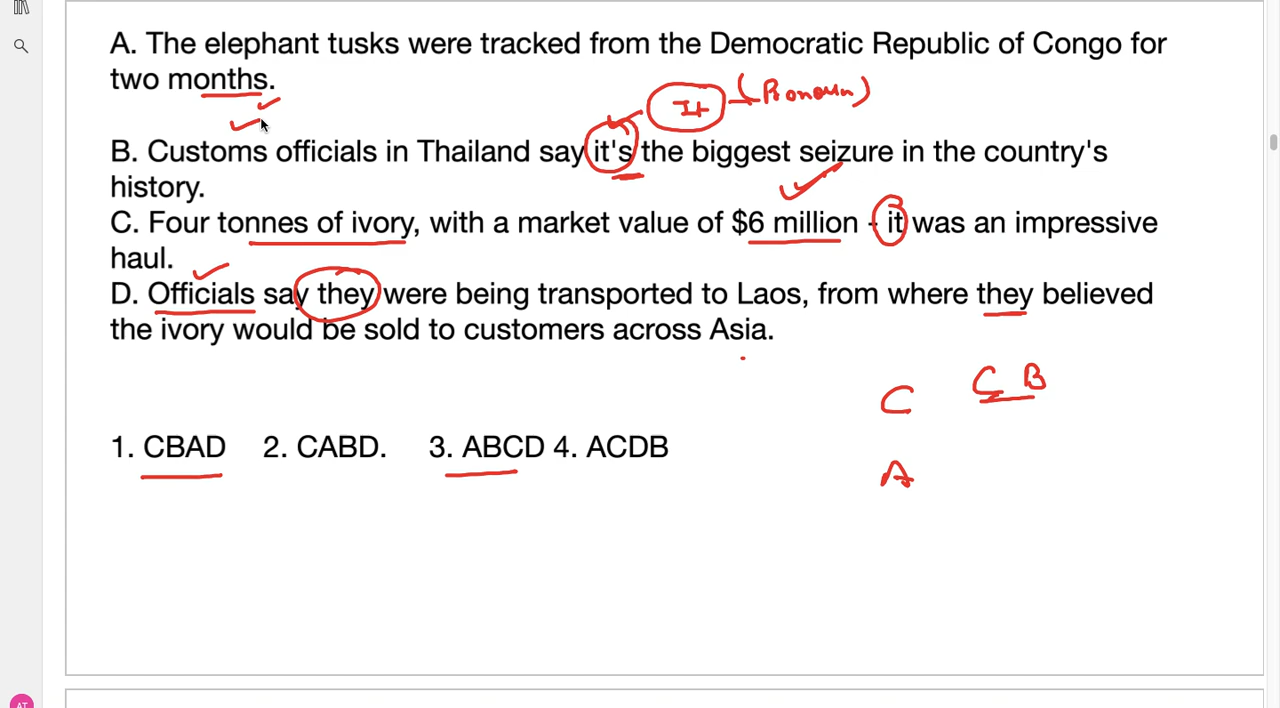 A. The elephant tusks were tracked from the Democratic Republic of Congo for
two months.
It (Pronoun)
B. Customs officials in Thailand say it's the biggest seizure in the country's
history.
C. Four tonnes of ivory, with a market value of $6 million - it was an impressive
haul.
D. Officials say they were being transported to Laos, from where they believed
the ivory would be sold to customers across Asia.
C CB
1. CBAD 2. CABD. 3. ABCD 4. ACDB
A
AT